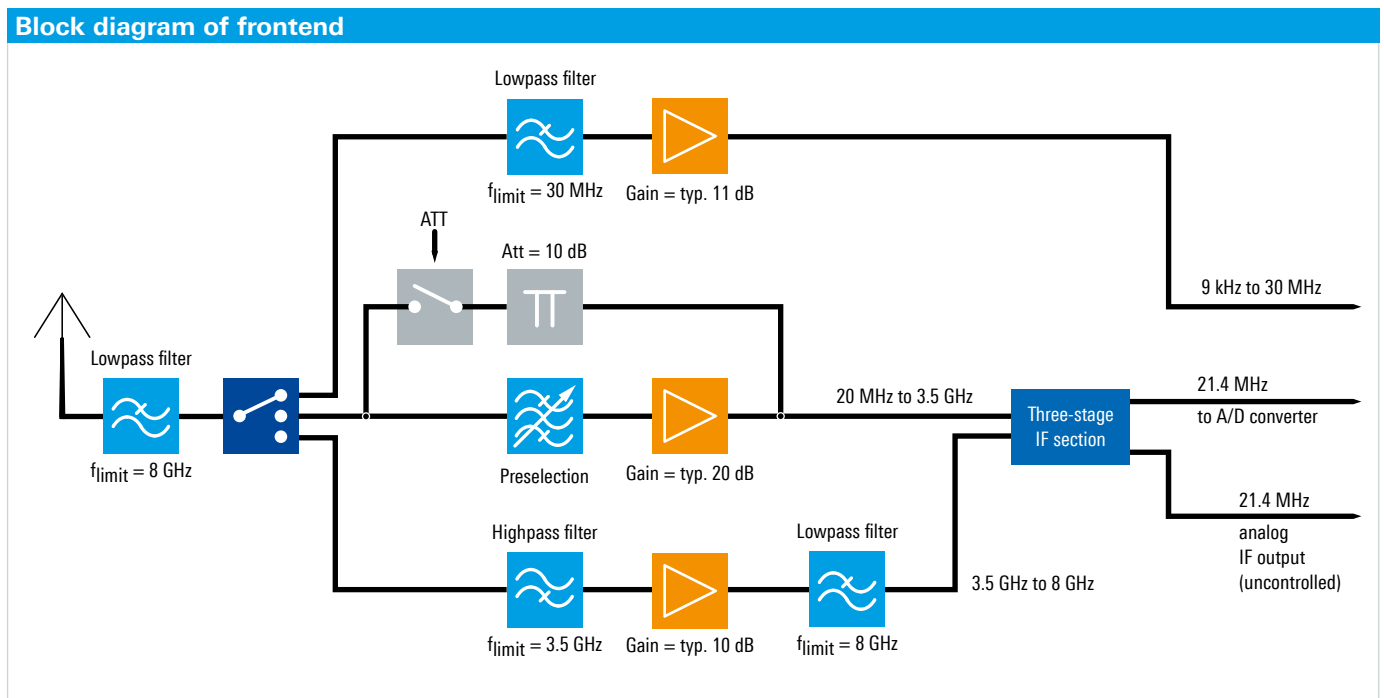 Block diagram of frontend
Lowpass filter
flimit = 30 MHz
Gain = typ. 11 dB
ATT
Att = 10 dB
9 kHz to 30 MHz
Lowpass filter
flimit = 8 GHz
Preselection
Gain = typ. 20 dB
20 MHz to 3.5 GHz
Three-stage
IF section
21.4 MHz
to A/D converter
21.4 MHz
analog
IF output
(uncontrolled)
Highpass filter
flimit = 3.5 GHz
Gain = typ. 10 dB
Lowpass filter
flimit = 8 GHz
3.5 GHz to 8 GHz